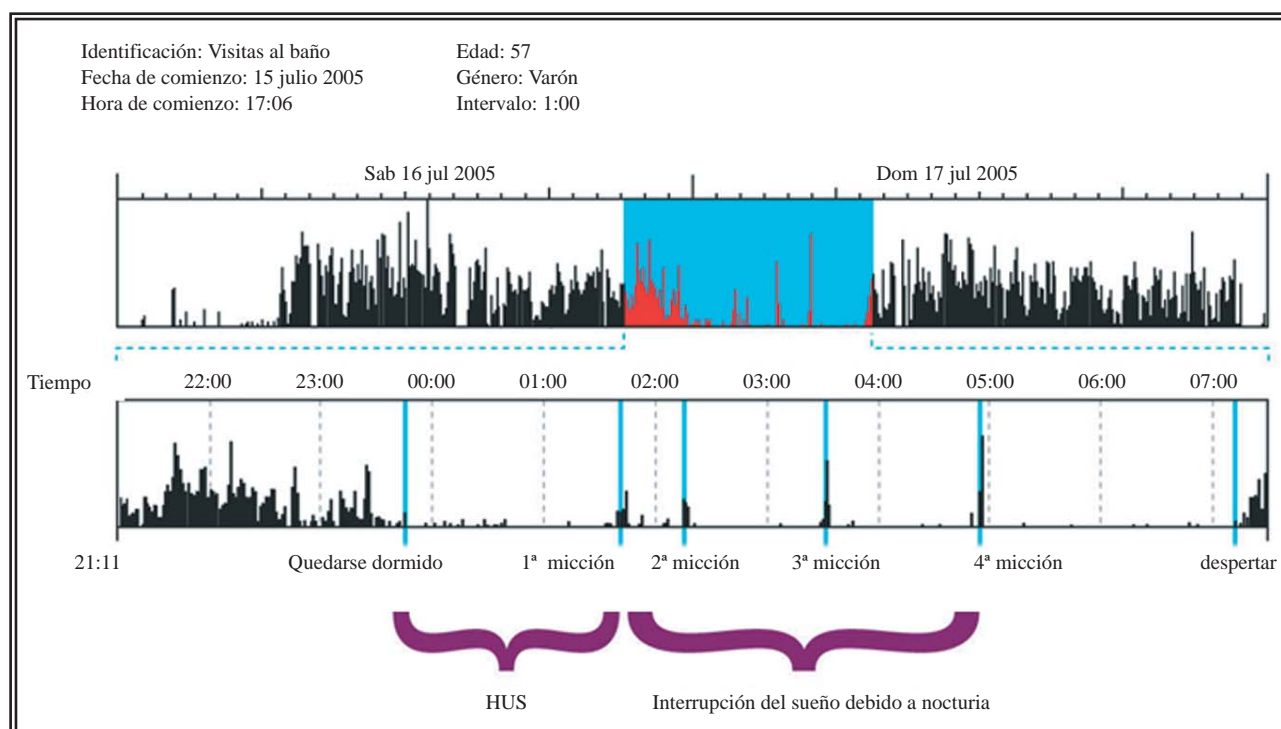 Identificación: Visitas al baño Edad: 57
Fecha de comienzo: 15 julio 2005 Género: Varón
Hora de comienzo: 17:06 Intervalo: 1:00
Sab 16 jul 2005 Dom 17 jul 2005
Tiempo 22:00 23:00 00:00 01:00 02:00 03:00 04:00 05:00 06:00 07:00
21:11 Quedarse dormido 1ª micción 2ª micción 3ª micción 4ª micción despertar
HUS Interrupción del sueño debido a nocturia